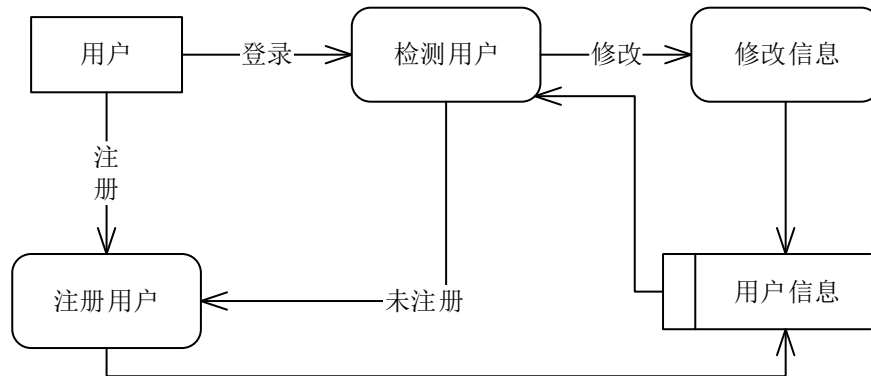 用户
登录
检测用户
修改
修改信息
注
册
注册用户
未注册
用户信息